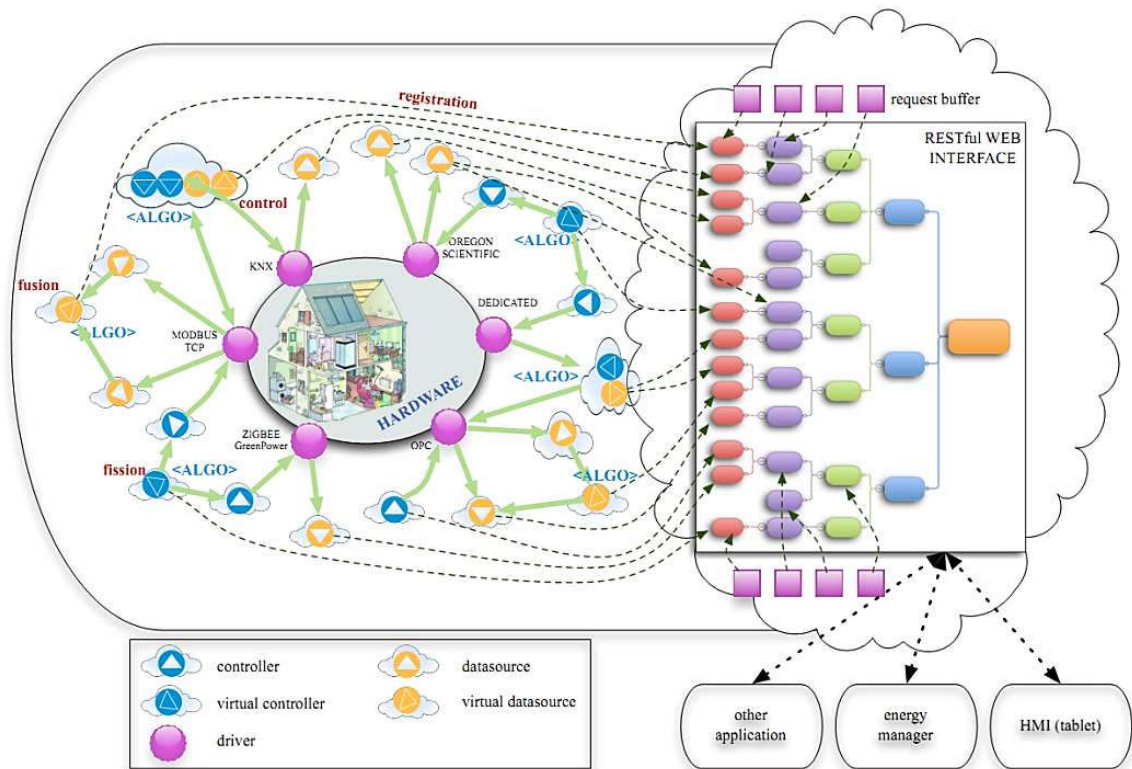 registration
request buffer
RESTful WEB
INTERFACE
control
<ALGO>
KNX
OREGON
SCIENTIFIC
<ALGO>
fusion
<ALGO>
MODBUS
TCP
DEDICATED
<ALGO>
HARDWARE
ZIGBEE
GreenPower
OPC
fission
<ALGO>
<ALGO>
controller
datasource
virtual controller
virtual datasource
driver
other
application
energy
manager
HMI (tablet)